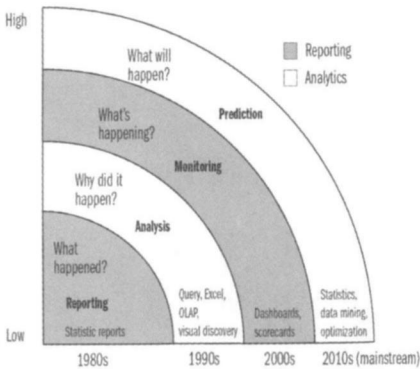 High
What will
happen?
Reporting
Analytics
Prediction
What's
happening?
Monitoring
Why did it
happen?
Analysis
What
happened?
Reporting
Statistic reports
Query, Excel,
OLAP,
visual discovery
Dashboards,
scorecards
Statistics,
data mining,
optimization
Low
1980s
1990s
2000s
2010s (mainstream)